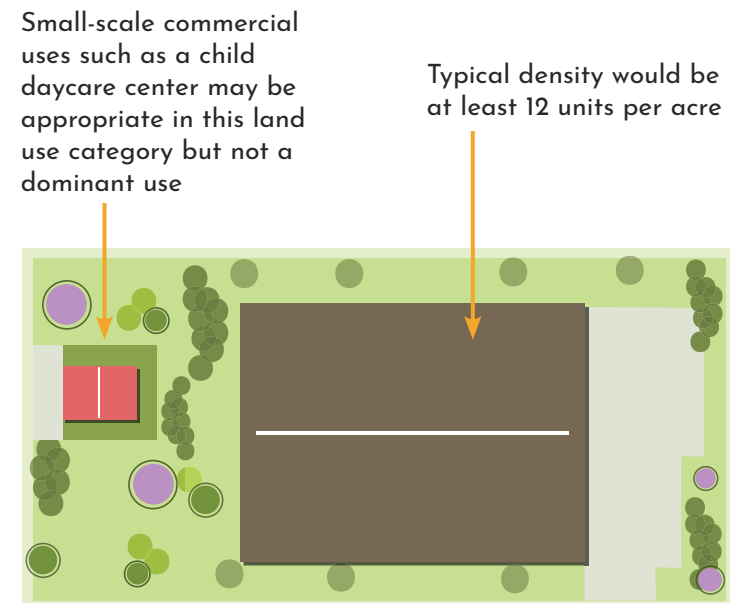 Small-scale commercial
uses such as a child
daycare center may be
appropriate in this land
use category but not a
dominant use
Typical density would be
at least 12 units per acre